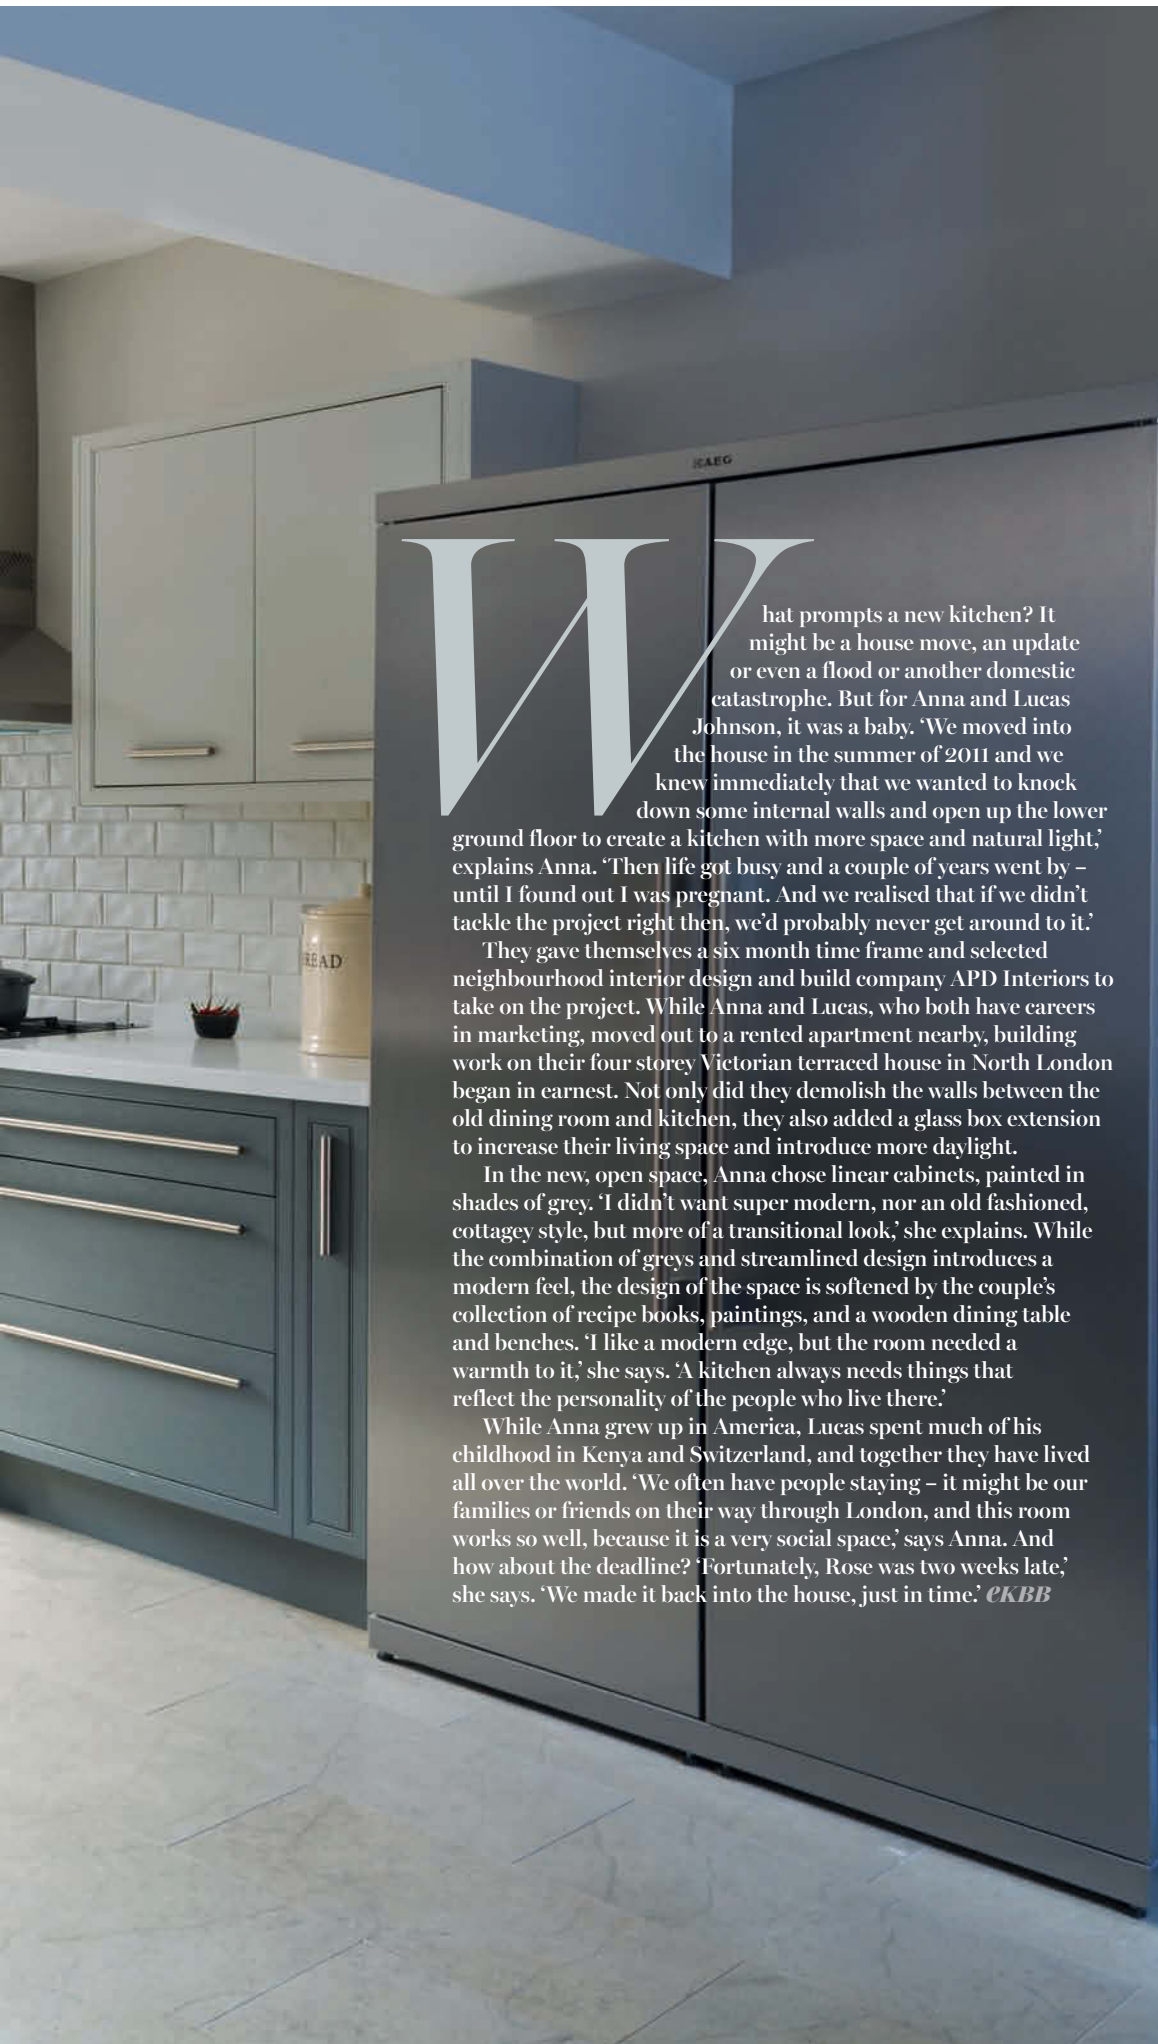 AEG
What prompts a new kitchen? It
might be a house move, an update
or even a flood or another domestic
catastrophe. But for Anna and Lucas
Johnson, it was a baby. ‘We moved into
the house in the summer of 2011 and we
knew immediately that we wanted to knock
down some internal walls and open up the lower
ground floor to create a kitchen with more space and natural light,’
explains Anna. ‘Then life got busy and a couple of years went by –
until I found out I was pregnant. And we realised that if we didn’t
tackle the project right then, we’d probably never get around to it.’
They gave themselves a six month time frame and selected
neighbourhood interior design and build company APD Interiors to
take on the project. While Anna and Lucas, who both have careers
in marketing, moved out to a rented apartment nearby, building
work on their four storey Victorian terraced house in North London
began in earnest. Not only did they demolish the walls between the
old dining room and kitchen, they also added a glass box extension
to increase their living space and introduce more daylight.
In the new, open space, Anna chose linear cabinets, painted in
shades of grey. ‘I didn’t want super modern, nor an old fashioned,
cottagey style, but more of a transitional look,’ she explains. While
the combination of greys and streamlined design introduces a
modern feel, the design of the space is softened by the couple’s
collection of recipe books, paintings, and a wooden dining table
and benches. ‘I like a modern edge, but the room needed a
warmth to it,’ she says. ‘A kitchen always needs things that
reflect the personality of the people who live there.’
While Anna grew up in America, Lucas spent much of his
childhood in Kenya and Switzerland, and together they have lived
all over the world. ‘We often have people staying – it might be our
families or friends on their way through London, and this room
works so well, because it is a very social space,’ says Anna. And
how about the deadline? ‘Fortunately, Rose was two weeks late,’
she says. ‘We made it back into the house, just in time.’ eKBB
READ